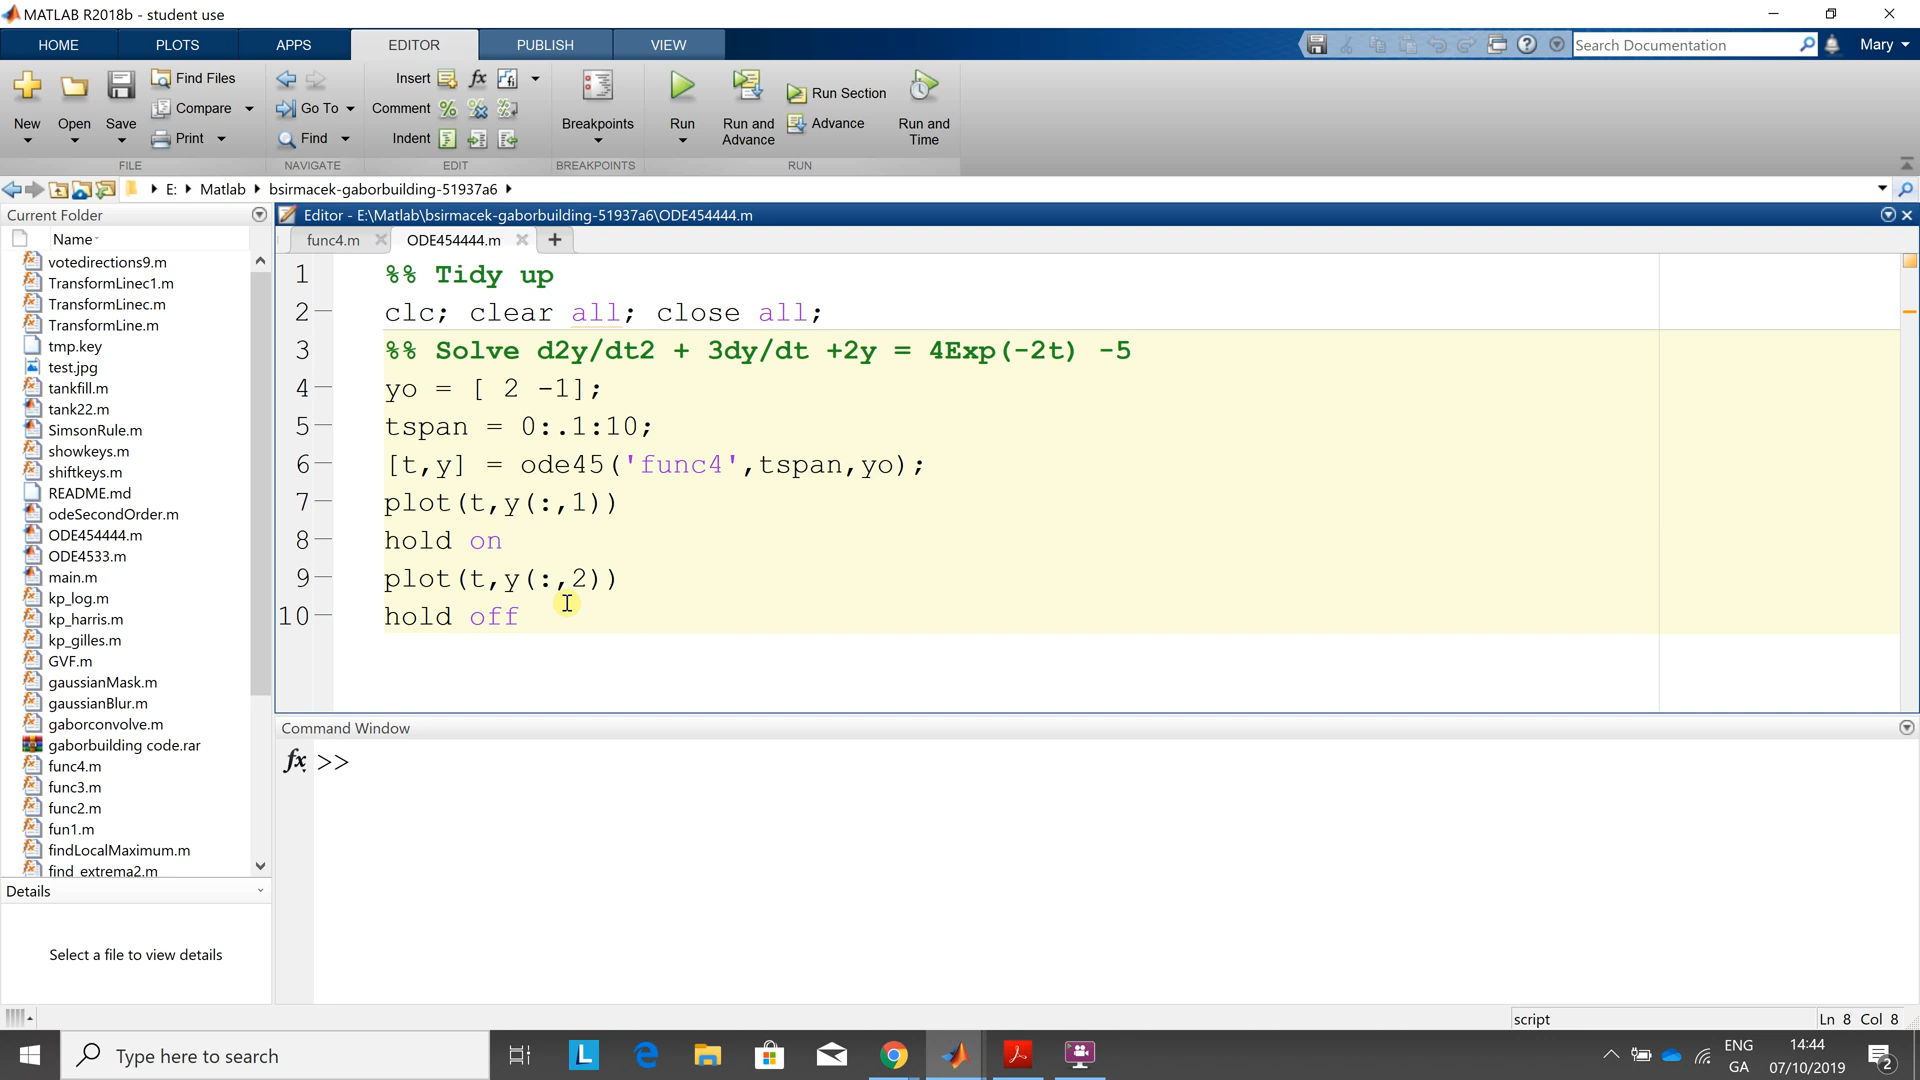 MATLAB R2018b - student use
HOME PLOTS APPS EDITOR PUBLISH VIEW
Search Documentation
Mary
New
Open
Save
Find Files
Compare
Print
FILE
Go To
Find
NAVIGATE
Insert
Comment
Indent
EDIT
Breakpoints
BREAKPOINTS
Run
Run and
Advance
Run Section
Advance
Run and
Time
RUN
E: Matlab bsirmacek-gaborbuilding-51937a6
Current Folder
Name
votedirections9.m
TransformLinec1.m
TransformLinec.m
TransformLine.m
tmp.key
test.jpg
tankfill.m
tank22.m
SimsonRule.m
showkeys.m
shiftkeys.m
README.md
odeSecondOrder.m
ODE454444.m
ODE4533.m
main.m
kp_log.m
kp_harris.m
kp_gilles.m
GVF.m
gaussianMask.m
gaussianBlur.m
gaborconvolve.m
gaborbuilding code.rar
func4.m
func3.m
func2.m
fun1.m
findLocalMaximum.m
find_extrema2.m
Details
Select a file to view details
Editor - E:\Matlab\bsirmacek-gaborbuilding-51937a6\ODE454444.m
func4.m ODE454444.m
1 %% Tidy up
2 clc; clear all; close all;
3 %% Solve d2y/dt2 + 3dy/dt +2y = 4Exp(-2t) -5
4 yo = [ 2 -1];
5 tspan = 0:.1:10;
6 [t,y] = ode45('func4',tspan,yo);
7 plot(t,y(:,1))
8 hold on
9 plot(t,y(:,2))
10 hold off
Command Window
fx >>
script
Ln 8 Col 8
Type here to search
ENG
GA
14:44
07/10/2019
2